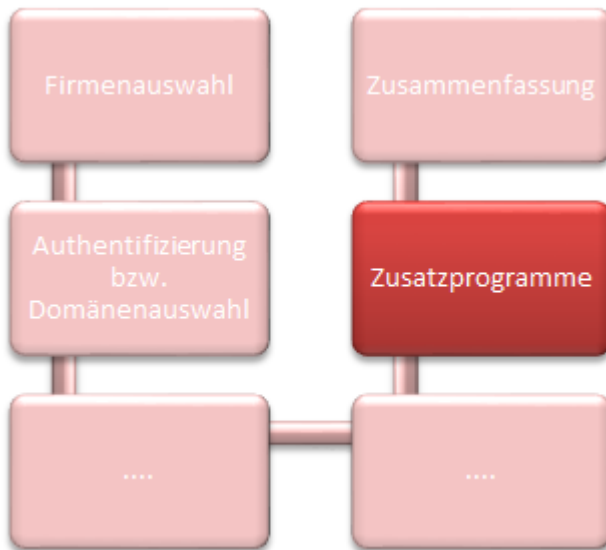 Firmenauswahl
Zusammenfassung
Authentifizierung
bzw.
Domänenauswahl
Zusatzprogramme
....
....